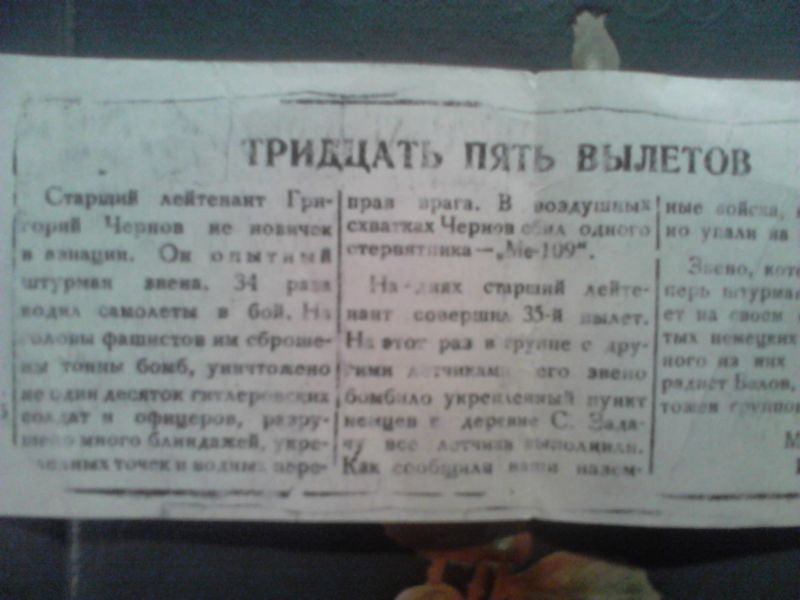 ТРИДЦАТЬ ПЯТЬ ВЫЛЕТОВ
Старший лейтенант Гри-
горий Чернов не новичек
в авиации. Он опытный
штурман звена. 34 раза
водил самолеты в бой. На
головы фашистов им сброше-
ны тонны бомб, уничтожено
не один десяток гитлеровских
солдат и офицеров, разру-
шено много блиндажей, укре-
пленных точек и водных пере-
прав врага. В воздушных
схватках Чернов сбил одного
стервятника—„Ме-109".
На-днях старший лейте-
нант совершил 35-й вылет.
На этот раз в группе с дру-
гими летчиками его звено
бомбило укрепленный пункт
немцев в деревне С. Зада-
чу все летчики выполнили.
Как сообщили наши назем-
ные войска,
но упали на
Звено, кото
перь штурман
ет на своем
тых немецких
ного из них
радист Белов,
тожен группо
М